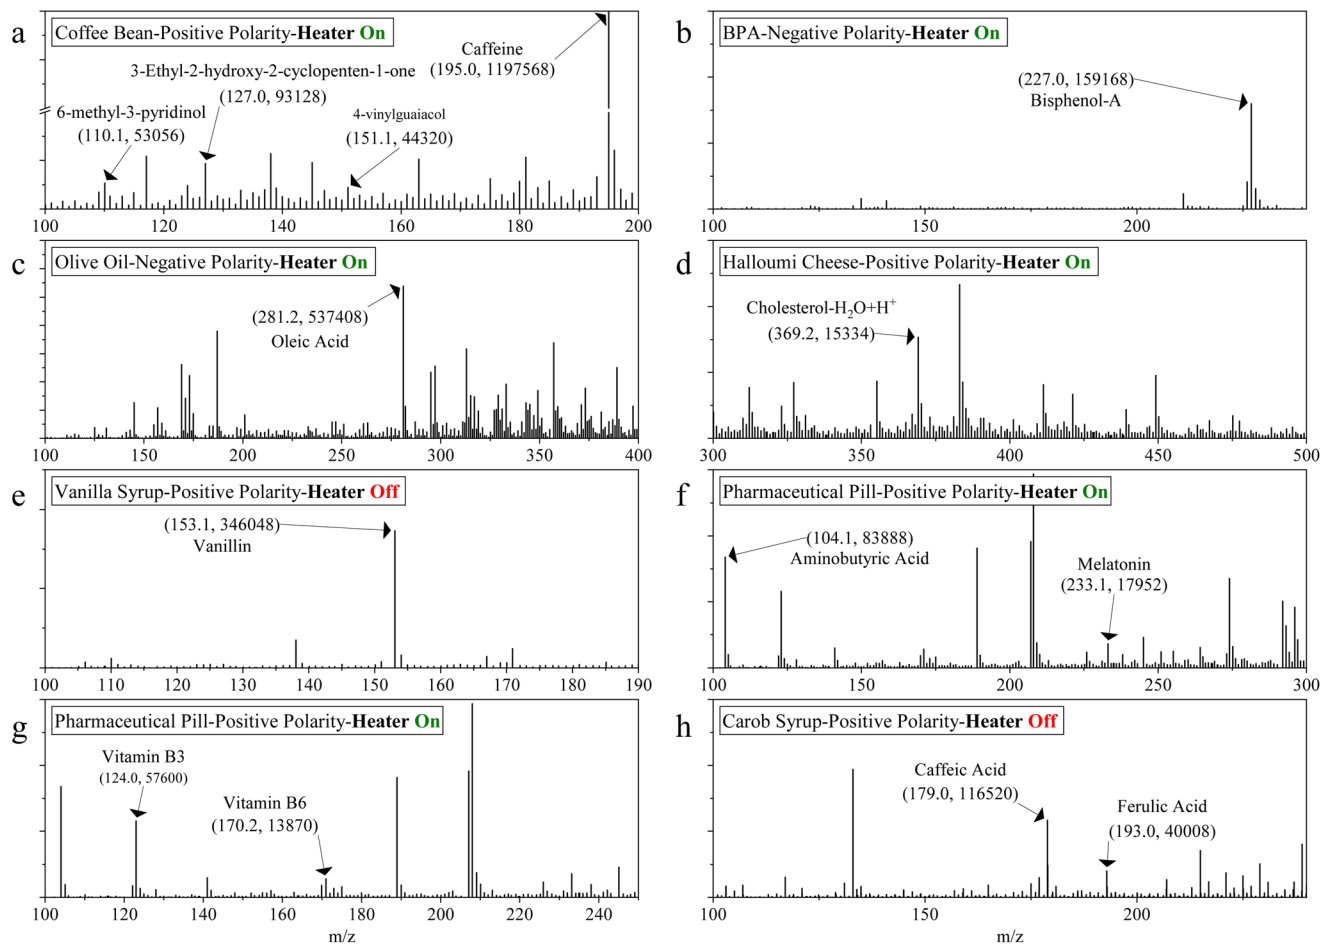 a
Coffee Bean-Positive Polarity-Heater On
Caffeine
(195.0, 1197568)
3-Ethyl-2-hydroxy-2-cyclopenten-1-one
(127.0, 93128)
6-methyl-3-pyridinol
(110.1, 53056)
4-vinylguaiacol
(151.1, 44320)
100 120 140 160 180 200
b
BPA-Negative Polarity-Heater On
(227.0, 159168)
Bisphenol-A
100 150 200
c
Olive Oil-Negative Polarity-Heater On
(281.2, 537408)
Oleic Acid
100 150 200 250 300 350 400
d
Halloumi Cheese-Positive Polarity-Heater On
Cholesterol-H₂O+H⁺
(369.2, 15334)
300 350 400 450 500
e
Vanilla Syrup-Positive Polarity-Heater Off
(153.1, 346048)
Vanillin
100 110 120 130 140 150 160 170 180 190
f
Pharmaceutical Pill-Positive Polarity-Heater On
(104.1, 83888)
Aminobutyric Acid
Melatonin
(233.1, 17952)
100 150 200 250 300
g
Pharmaceutical Pill-Positive Polarity-Heater On
Vitamin B3
(124.0, 57600)
Vitamin B6
(170.2, 13870)
100 120 140 160 180 200 220 240
m/z
h
Carob Syrup-Positive Polarity-Heater Off
Caffeic Acid
(179.0, 116520)
Ferulic Acid
(193.0, 40008)
100 150 200
m/z